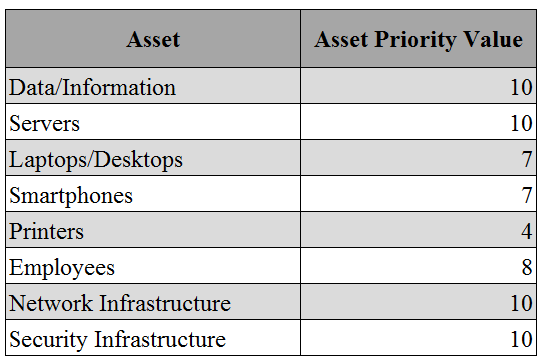 Asset Asset Priority Value
Data/Information 10
Servers 10
Laptops/Desktops 7
Smartphones 7
Printers 4
Employees 8
Network Infrastructure 10
Security Infrastructure 10